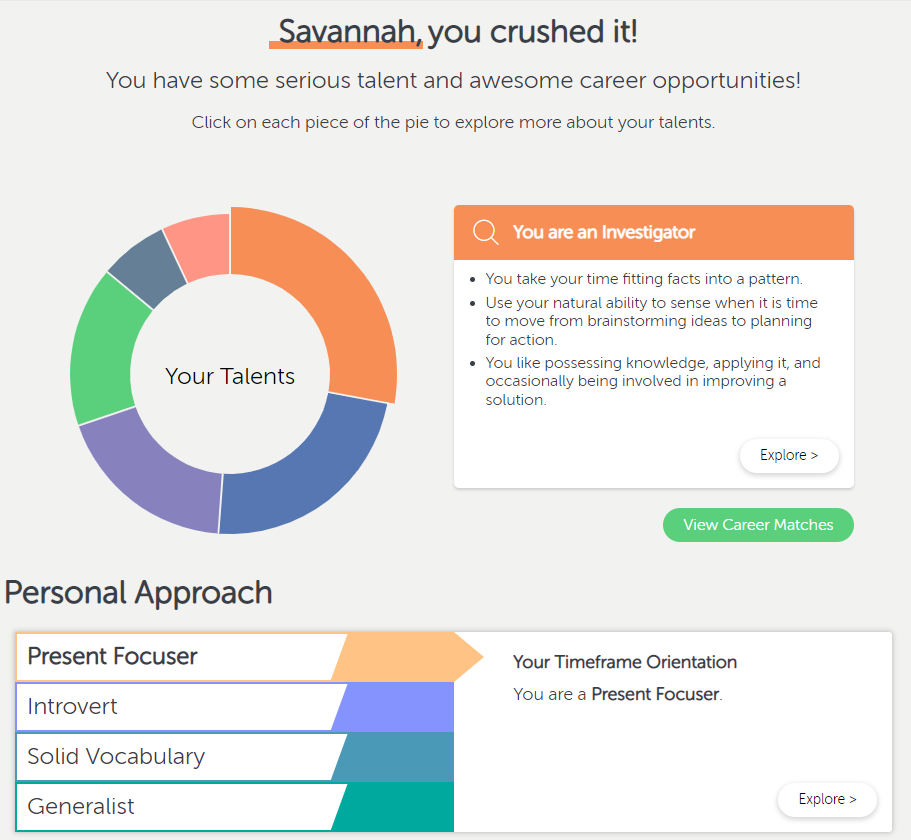 Savannah, you crushed it!
You have some serious talent and awesome career opportunities!
Click on each piece of the pie to explore more about your talents.
Your Talents
You are an Investigator
• You take your time fitting facts into a pattern.
• Use your natural ability to sense when it is time
to move from brainstorming ideas to planning
for action.
• You like possessing knowledge, applying it, and
occasionally being involved in improving a
solution.
Explore >
View Career Matches
Personal Approach
Present Focuser
Introvert
Solid Vocabulary
Generalist
Your Timeframe Orientation
You are a Present Focuser.
Explore >